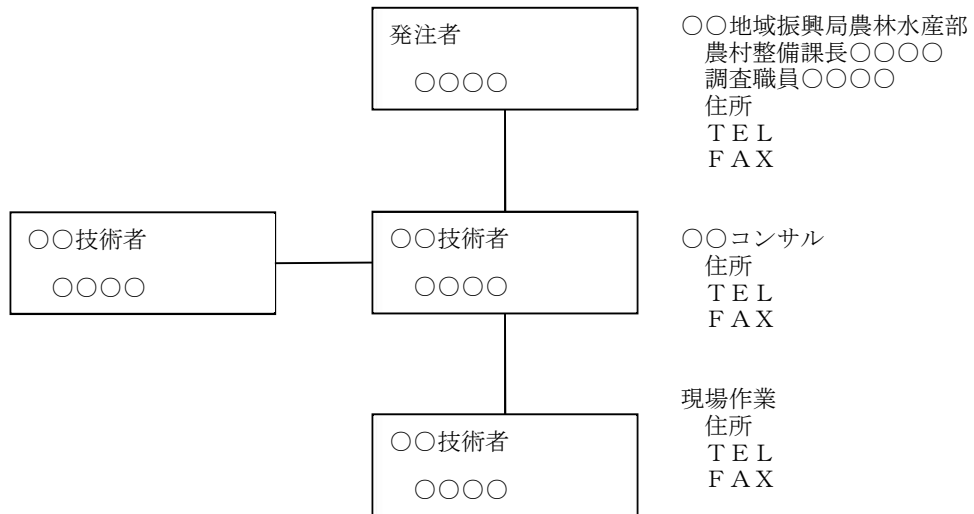 発注者
○○○○
○○地域振興局農林水産部
農村整備課長○○○○
調査職員○○○○
住所
ＴＥＬ
ＦＡＸ
○○技術者
○○○○
○○技術者
○○○○
○○コンサル
住所
ＴＥＬ
ＦＡＸ
○○技術者
○○○○
現場作業
住所
ＴＥＬ
ＦＡＸ